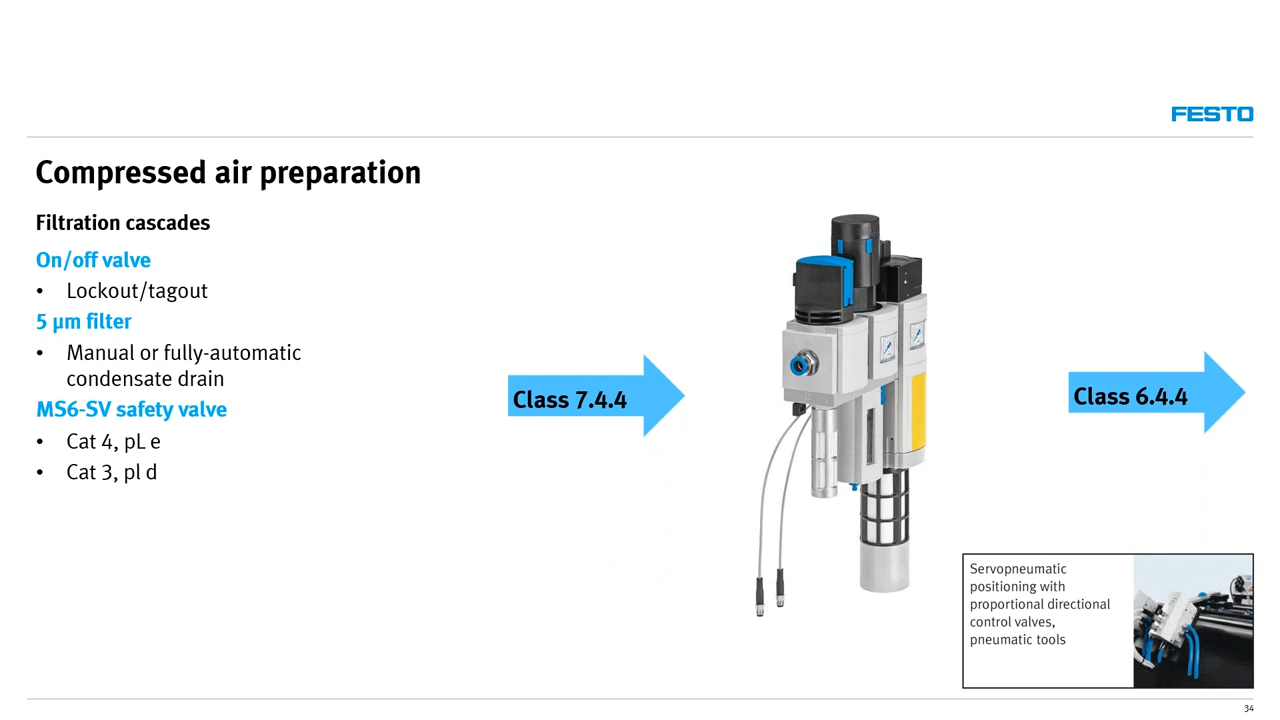 FESTO
Compressed air preparation
Filtration cascades
On/off valve
• Lockout/tagout
5 µm filter
• Manual or fully-automatic
condensate drain
MS6-SV safety valve
• Cat 4, pL e
• Cat 3, pl d
Class 7.4.4
Class 6.4.4
Servopneumatic
positioning with
proportional directional
control valves,
pneumatic tools
34